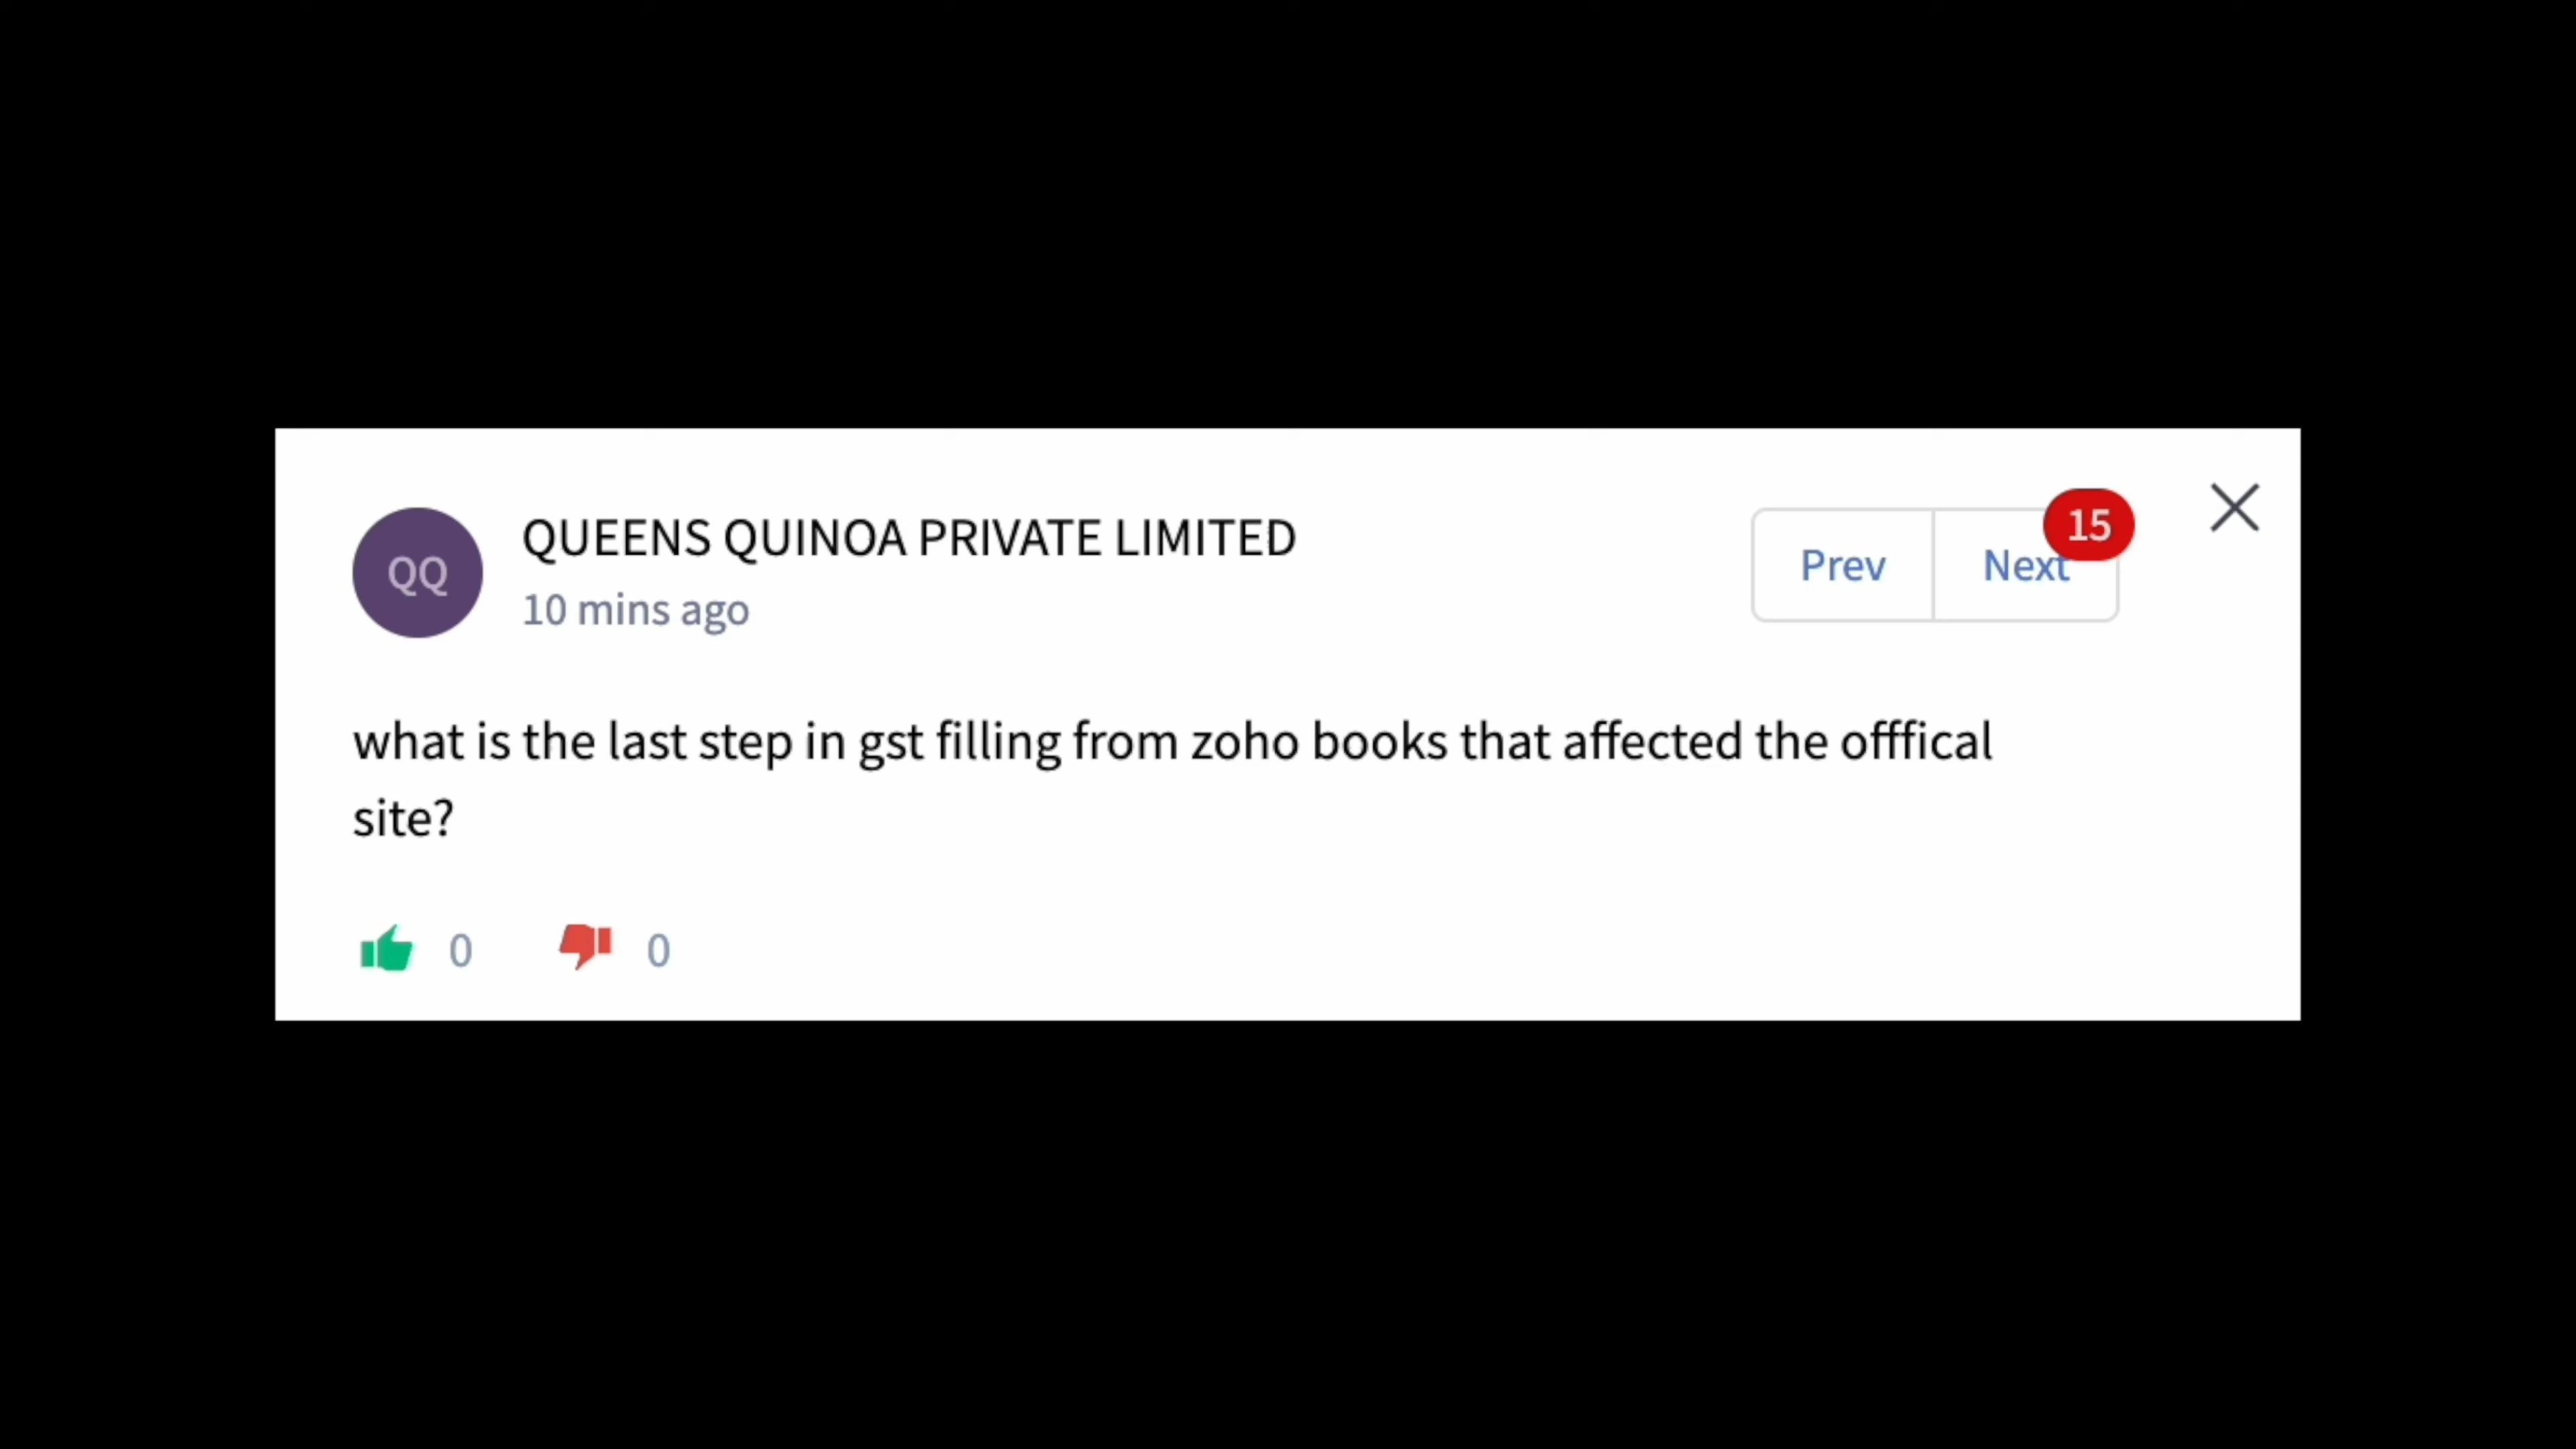 QQ
QUEENS QUINOA PRIVATE LIMITED
10 mins ago
Prev
Next
15
what is the last step in gst filling from zoho books that affected the offfical
site?
0
0